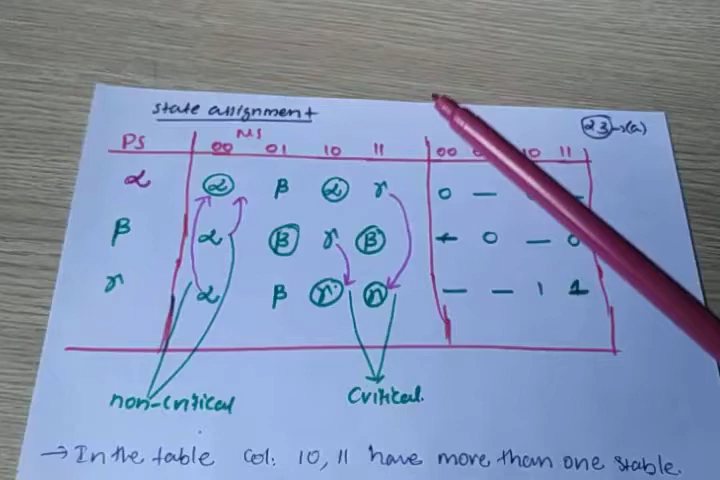 state assignment
23-1(a)
PS NS
00 01 10 11 00 10 11
α α β α γ 0 —
β α β γ β — 0 — 0
γ α β γ γ — — 1 1
non-critical Critical.
→ In the table col: 10, 11 have more than one stable.